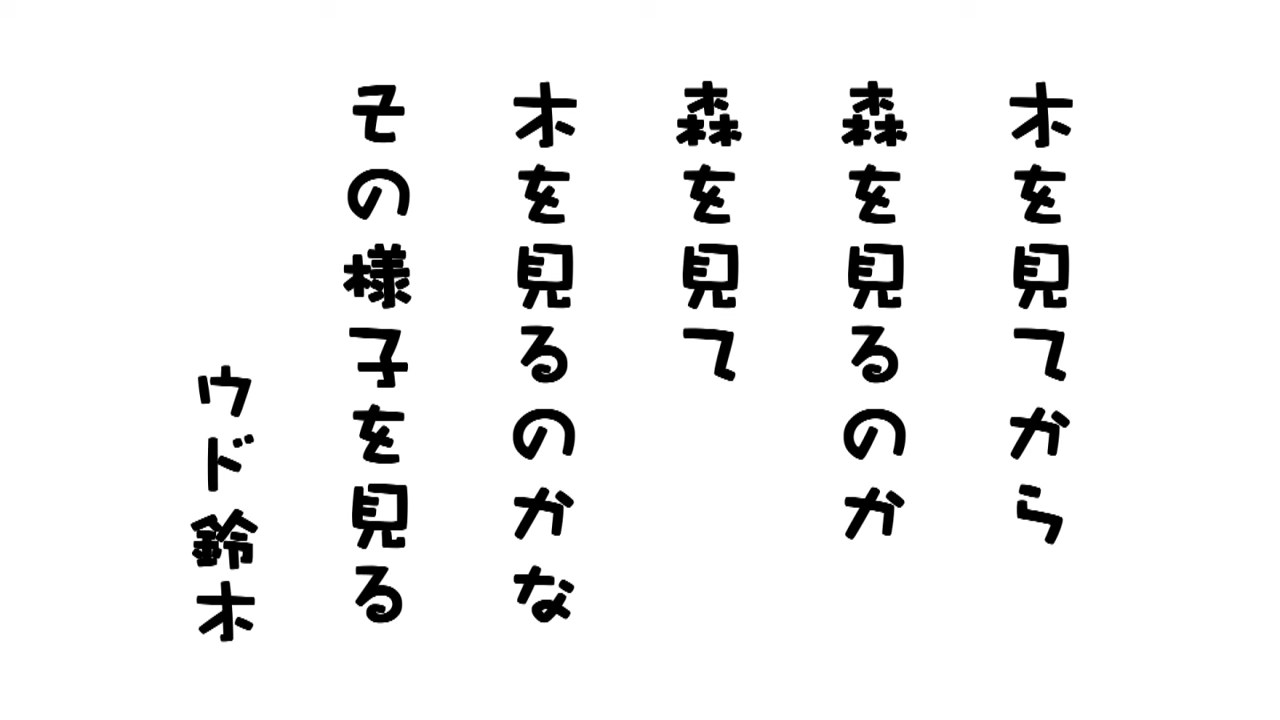 木を見てから
森を見るのか
森を見て
木を見るのかな
その様子を見る
ウド鈴木